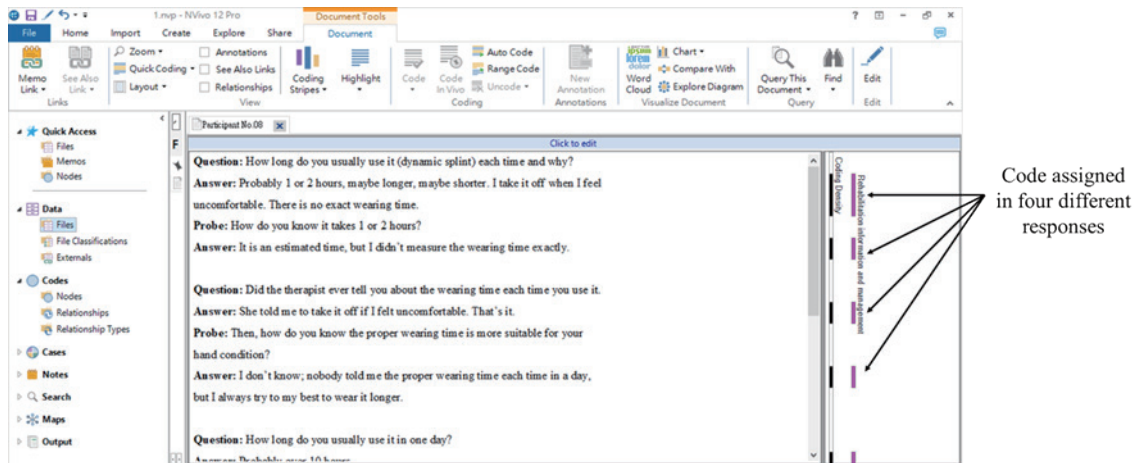 1.nvp - NVivo 12 Pro
Document Tools
?
File Home Import Create Explore Share Document
Memo Link
See Also Link
Links
Zoom
Quick Coding
Layout
Annotations
See Also Links
Relationships
View
Coding Stripes
Highlight
Code
Code In Vivo
Auto Code
Range Code
Uncode
Coding
New Annotation
Annotations
Word Cloud
Chart
Compare With
Explore Diagram
Visualize Document
Query This Document
Find
Query
Edit
Edit
Quick Access
Files
Memos
Nodes
Data
Files
File Classifications
Externals
Codes
Nodes
Relationships
Relationship Types
Cases
Notes
Search
Maps
Output
F
Participant No.08
Click to edit
Question: How long do you usually use it (dynamic splint) each time and why?
Answer: Probably 1 or 2 hours, maybe longer, maybe shorter. I take it off when I feel
uncomfortable. There is no exact wearing time.
Probe: How do you know it takes 1 or 2 hours?
Answer: It is an estimated time, but I didn't measure the wearing time exactly.
Question: Did the therapist ever tell you about the wearing time each time you use it.
Answer: She told me to take it off if I felt uncomfortable. That's it.
Probe: Then, how do you know the proper wearing time is more suitable for your
hand condition?
Answer: I don't know; nobody told me the proper wearing time each time in a day,
but I always try to my best to wear it longer.
Question: How long do you usually use it in one day?
Answer: Probably over 10 hours
Coding Density
Rehabilitation information and management
Code assigned
in four different
responses